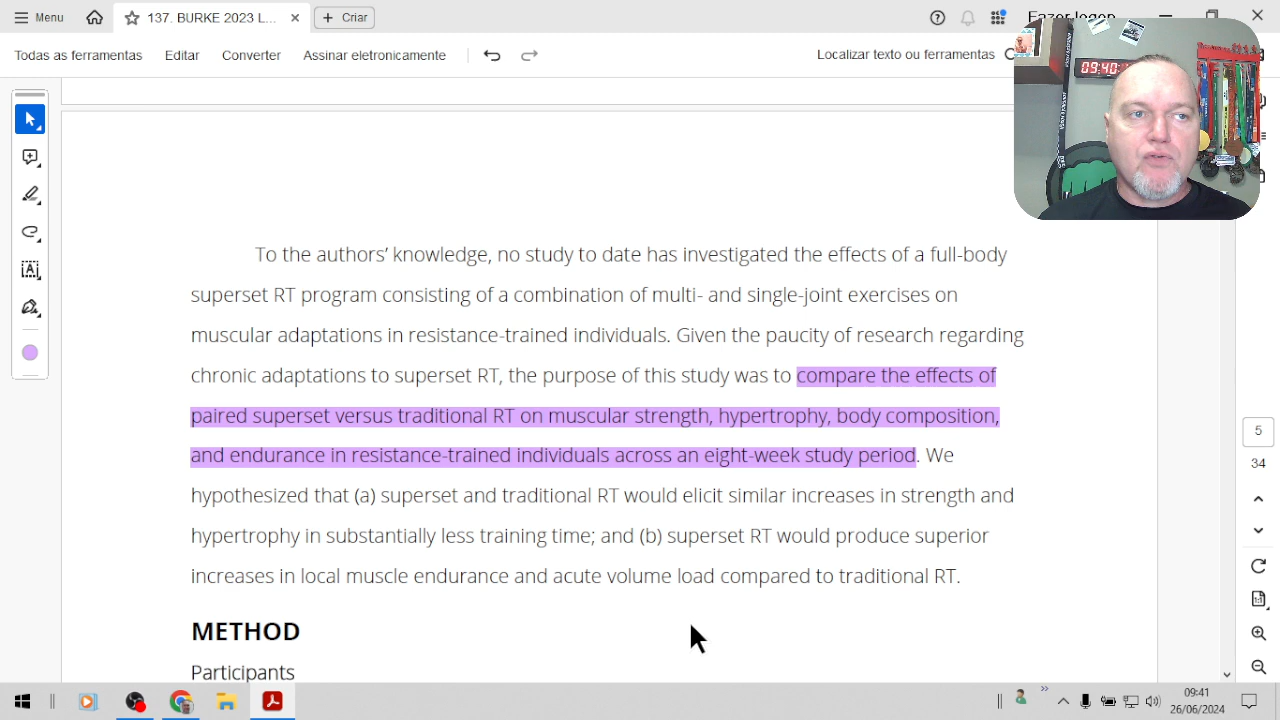 Menu
137. BURKE 2023 L...
Criar
Todas as ferramentas
Editar
Converter
Assinar eletronicamente
Localizar texto ou ferramentas
09:40
To the authors' knowledge, no study to date has investigated the effects of a full-body
superset RT program consisting of a combination of multi- and single-joint exercises on
muscular adaptations in resistance-trained individuals. Given the paucity of research regarding
chronic adaptations to superset RT, the purpose of this study was to compare the effects of
paired superset versus traditional RT on muscular strength, hypertrophy, body composition,
and endurance in resistance-trained individuals across an eight-week study period. We
hypothesized that (a) superset and traditional RT would elicit similar increases in strength and
hypertrophy in substantially less training time; and (b) superset RT would produce superior
increases in local muscle endurance and acute volume load compared to traditional RT.
METHOD
Participants
5
34
09:41
26/06/2024